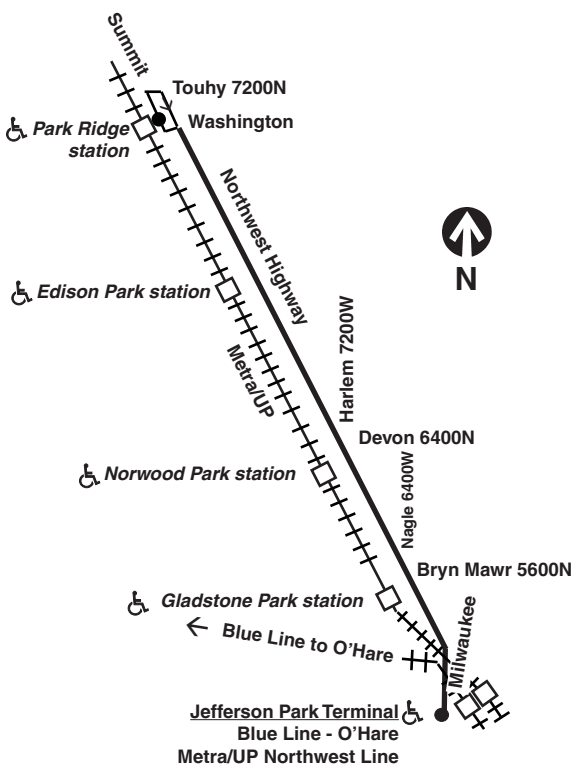 Summit
Touhy 7200N
Washington
Park Ridge
station
Northwest Highway
N
Edison Park station
Harlem 7200W
Metra/UP
Devon 6400N
Nagle 6400W
Norwood Park station
Bryn Mawr 5600N
Gladstone Park station
Milwaukee
Blue Line to O'Hare
Jefferson Park Terminal
Blue Line - O'Hare
Metra/UP Northwest Line